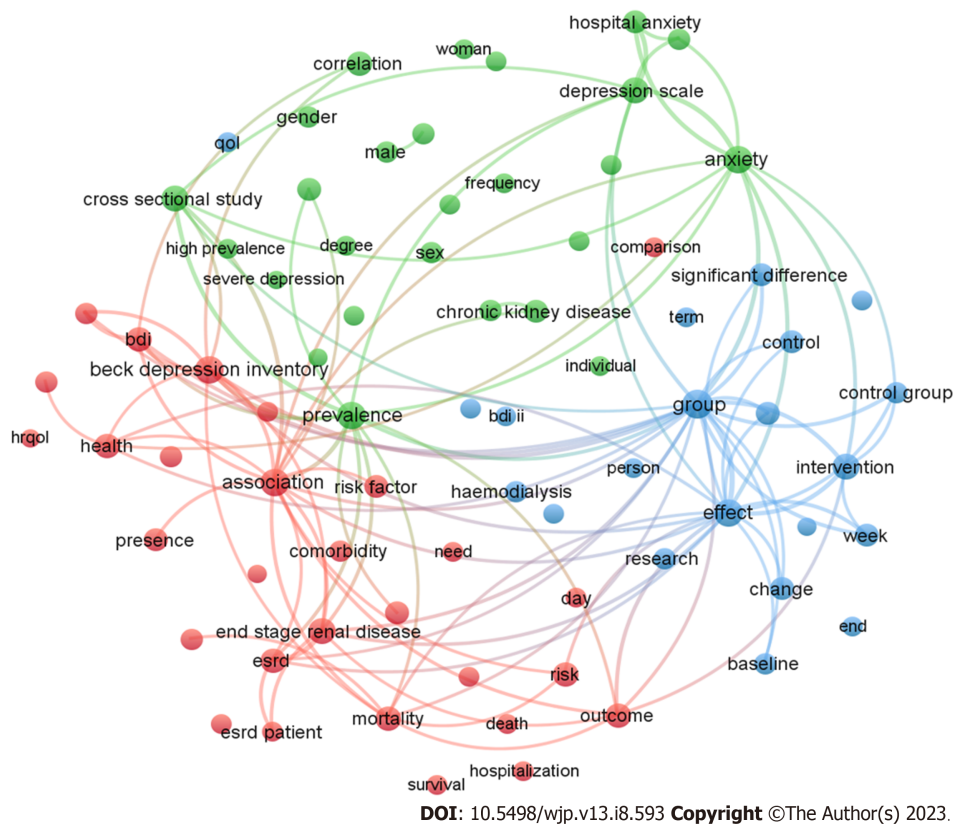 hospital anxiety
woman
correlation
depression scale
gender
qol
male
anxiety
frequency
cross sectional study
high prevalence
degree
sex
comparison
severe depression
significant difference
chronic kidney disease
term
bdi
control
beck depression inventory
individual
control group
prevalence
bdi ii
group
hrqol
health
association
risk factor
person
intervention
haemodialysis
effect
presence
comorbidity
need
research
week
day
change
end stage renal disease
end
esrd
baseline
risk
mortality
death
outcome
esrd patient
hospitalization
survival
DOI: 10.5498/wjp.v13.i8.593 Copyright ©The Author(s) 2023.